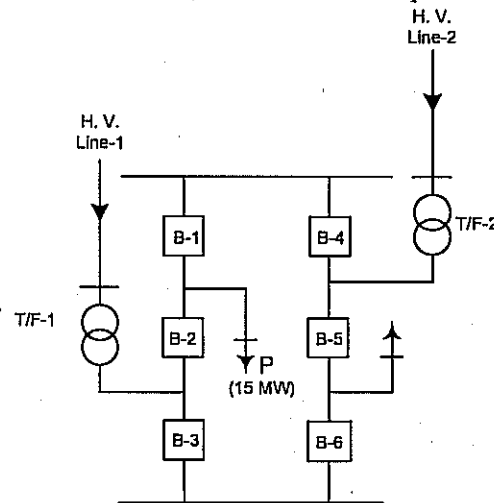 H. V.
Line-2
H. V.
Line-1
B-1
B-4
T/F-2
T/F-1
B-2
P
(15 MW)
B-5
B-3
B-6